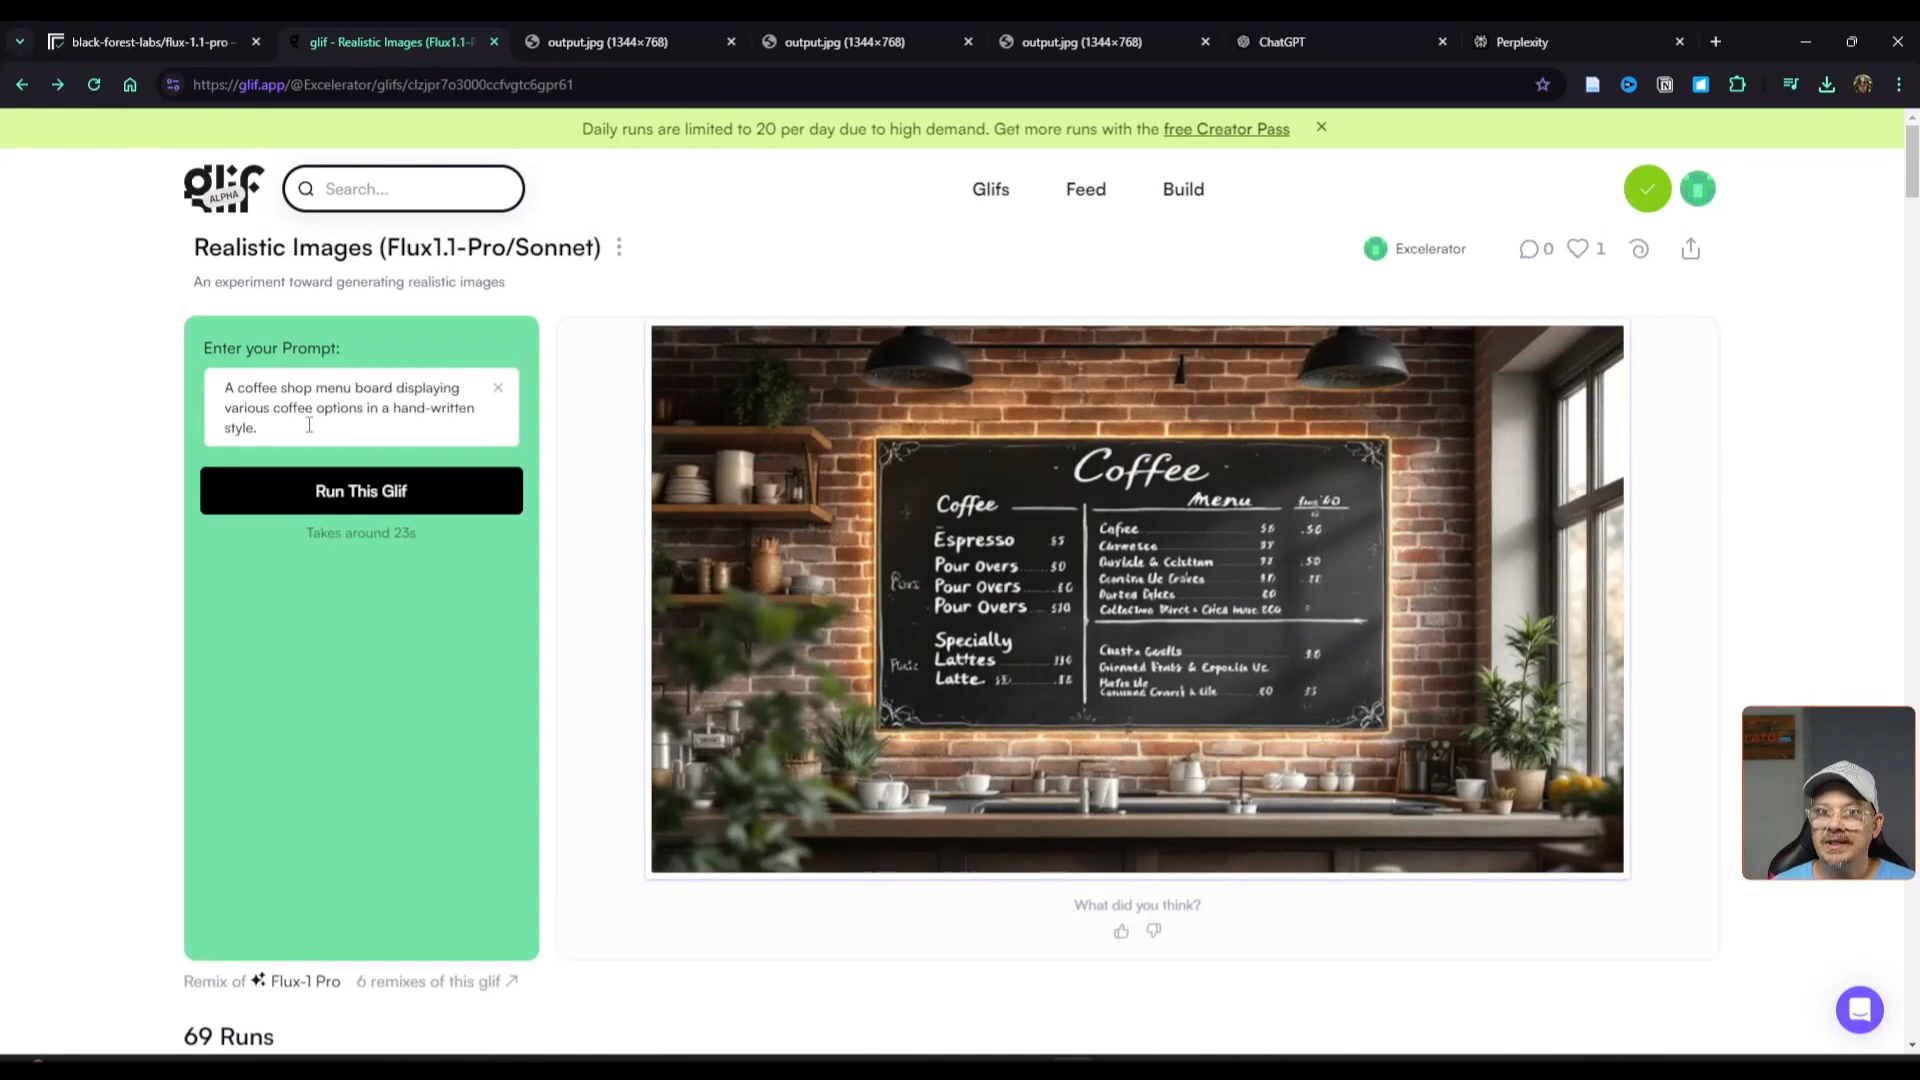 black-forest-labs/flux-1.1-pro
glif - Realistic Images (Flux1.1-P
output.jpg (1344×768)
output.jpg (1344×768)
output.jpg (1344×768)
ChatGPT
Perplexity
https://glif.app/@Excelerator/glifs/clzjpr7o3000ccfvgtc6gpr61
Daily runs are limited to 20 per day due to high demand. Get more runs with the free Creator Pass
glif
ALPHA
Search...
Glifs
Feed
Build
Realistic Images (Flux1.1-Pro/Sonnet)
Excelerator
0
1
An experiment toward generating realistic images
Enter your Prompt:
A coffee shop menu board displaying
various coffee options in a hand-written
style.
Run This Glif
Takes around 23s
Coffee
Menu
Coffee
Espresso
Pour Overs
Pour Overs
Pour Overs $10
Specially
Lattes
Latte
What did you think?
Remix of Flux-1 Pro
6 remixes of this glif
69 Runs